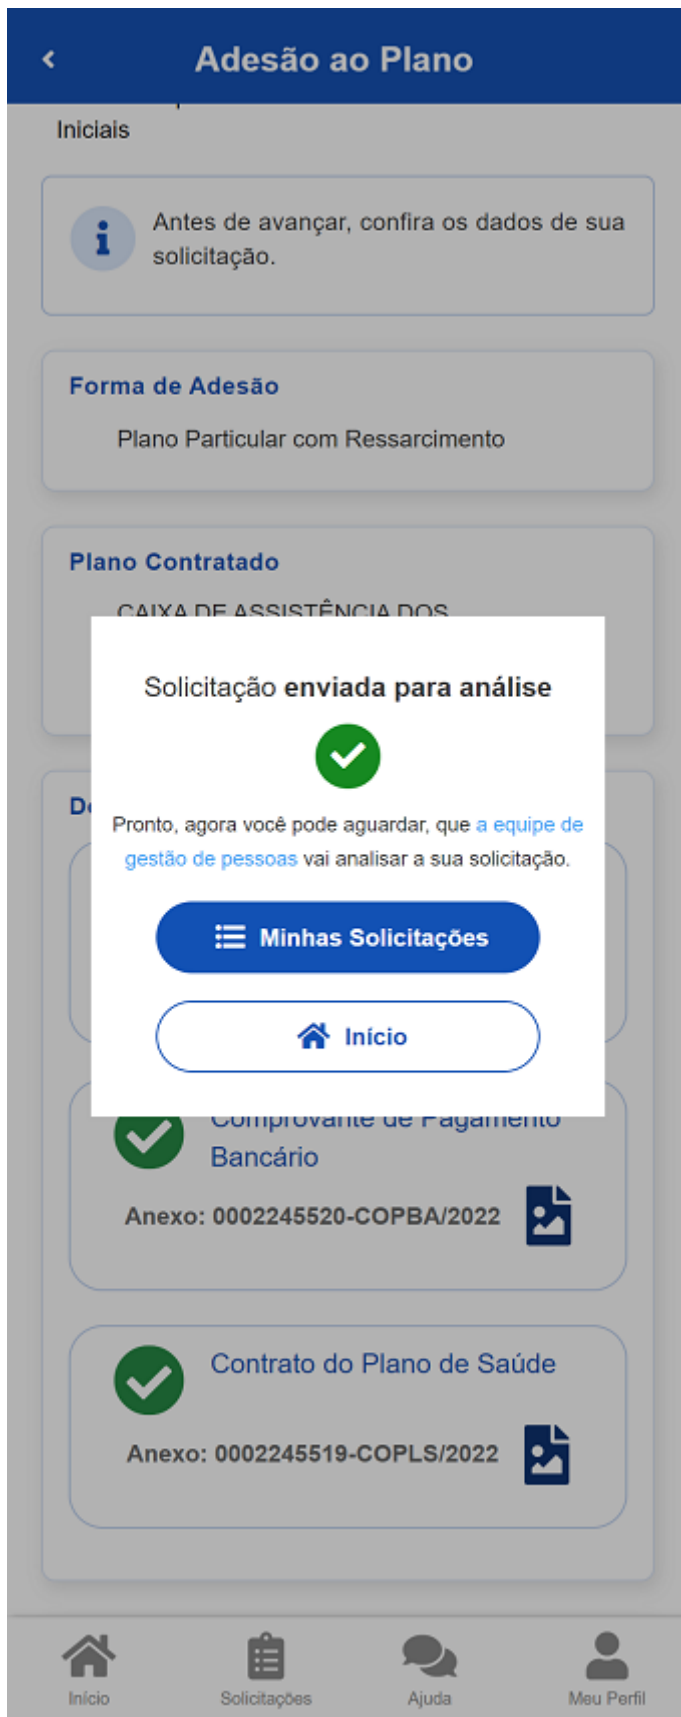 Adesão ao Plano
Iniciais
Antes de avançar, confira os dados de sua
solicitação.
Forma de Adesão
Plano Particular com Ressarcimento
Plano Contratado
CAIXA DE ASSISTÊNCIA DOS
Solicitação enviada para análise
Pronto, agora você pode aguardar, que a equipe de
gestão de pessoas vai analisar a sua solicitação.
Minhas Solicitações
Início
Comprovante de Pagamento
Bancário
Anexo: 0002245520-COPBA/2022
Contrato do Plano de Saúde
Anexo: 0002245519-COPLS/2022
Início
Solicitações
Ajuda
Meu Perfil